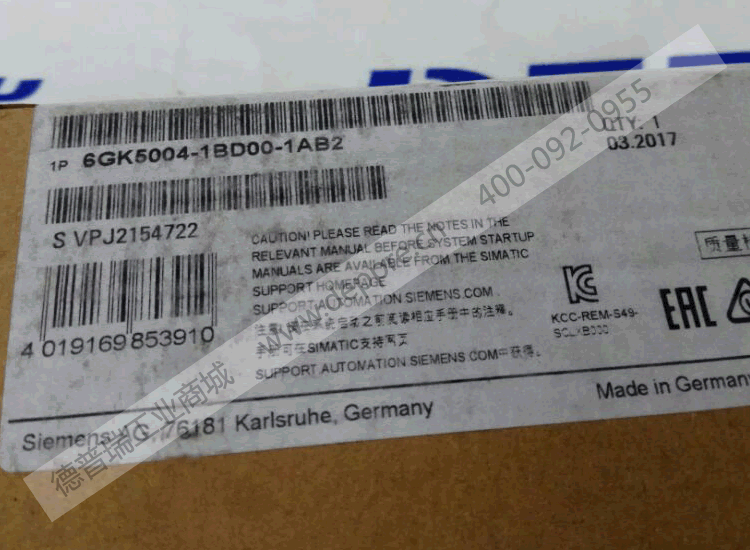 1P 6GK5004-1BD00-1AB2
QTY. 1
03.2017
S VPJ2154722
CAUTION! PLEASE READ THE NOTES IN THE
RELEVANT MANUAL BEFORE SYSTEM STARTUP
MANUALS ARE AVAILABLE FROM THE SIMATIC
SUPPORT HOMEPAGE
SUPPORT.AUTOMATION.SIEMENS.COM.
手册可在SIMATIC支持网页
SUPPORT.AUTOMATION.SIEMENS.COM中获得。
4 019169 853910
KCC-REM-S49-
EAC
质量检
Siemens AG, 76181 Karlsruhe, Germany
Made in Germany
400-092-0955
德普瑞工业商城